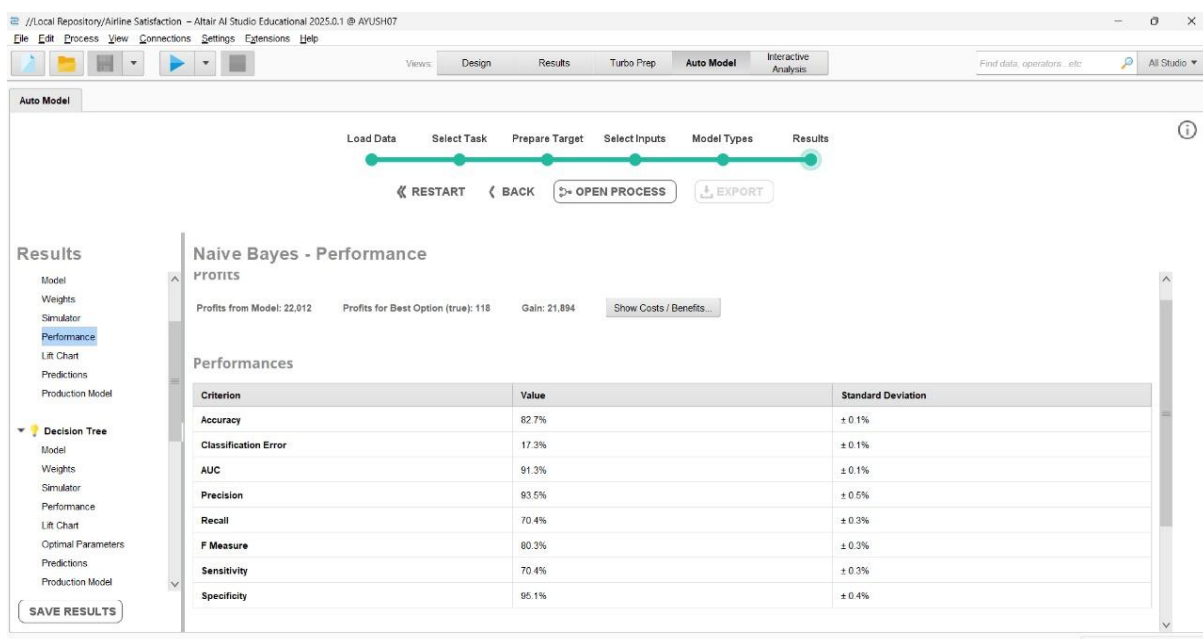 //Local Repository/Airline Satisfaction – Altair AI Studio Educational 2025.0.1 @ AYUSH07
File Edit Process View Connections Settings Extensions Help
Views: Design Results Turbo Prep Auto Model Interactive Analysis Find data, operators...etc All Studio
Auto Model
Load Data Select Task Prepare Target Select Inputs Model Types Results
RESTART BACK OPEN PROCESS EXPORT
Results
Model
Weights
Simulator
Performance
Lift Chart
Predictions
Production Model
Decision Tree
Model
Weights
Simulator
Performance
Lift Chart
Optimal Parameters
Predictions
Production Model
SAVE RESULTS
Naive Bayes - Performance
Profits
Profits from Model: 22,012 Profits for Best Option (true): 118 Gain: 21,894 Show Costs / Benefits...
Performances
Criterion Value Standard Deviation
Accuracy 82.7% ± 0.1%
Classification Error 17.3% ± 0.1%
AUC 91.3% ± 0.1%
Precision 93.5% ± 0.5%
Recall 70.4% ± 0.3%
F Measure 80.3% ± 0.3%
Sensitivity 70.4% ± 0.3%
Specificity 95.1% ± 0.4%